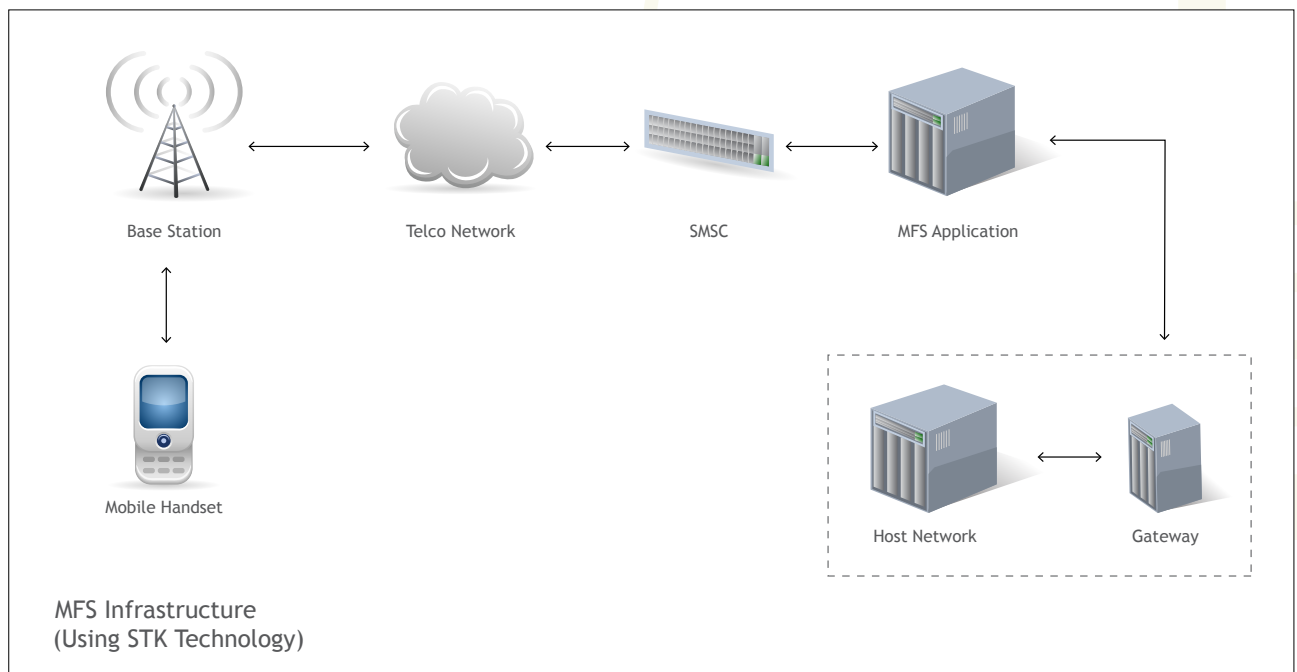 Base Station
Telco Network
SMSC
MFS Application
Mobile Handset
Host Network
Gateway
MFS Infrastructure
(Using STK Technology)